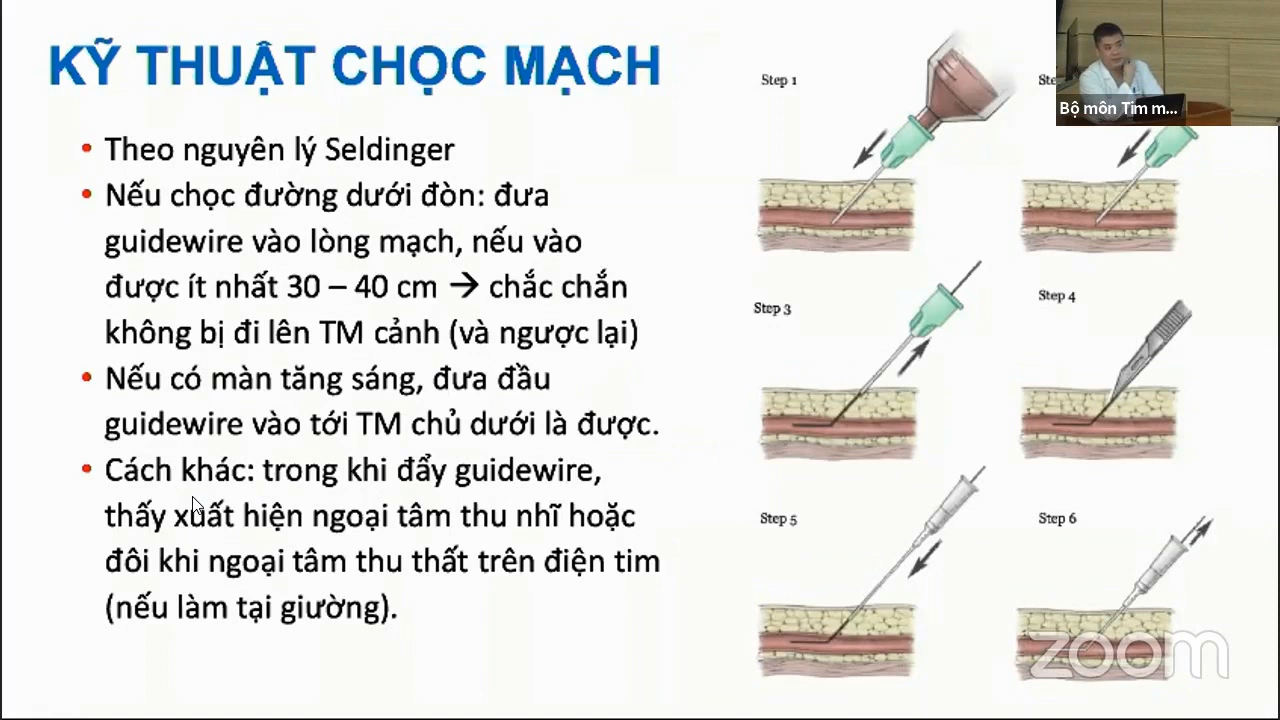 KỸ THUẬT CHỌC MẠCH
• Theo nguyên lý Seldinger
• Nếu chọc đường dưới đòn: đưa
guidewire vào lòng mạch, nếu vào
được ít nhất 30 – 40 cm → chắc chắn
không bị đi lên TM cảnh (và ngược lại)
• Nếu có màn tăng sáng, đưa đầu
guidewire vào tới TM chủ dưới là được.
• Cách khác: trong khi đẩy guidewire,
thấy xuất hiện ngoại tâm thu nhĩ hoặc
đôi khi ngoại tâm thu thất trên điện tim
(nếu làm tại giường).
Step 1
Bộ môn Tim m...
Step 3
Step 4
Step 5
Step 6
zoom